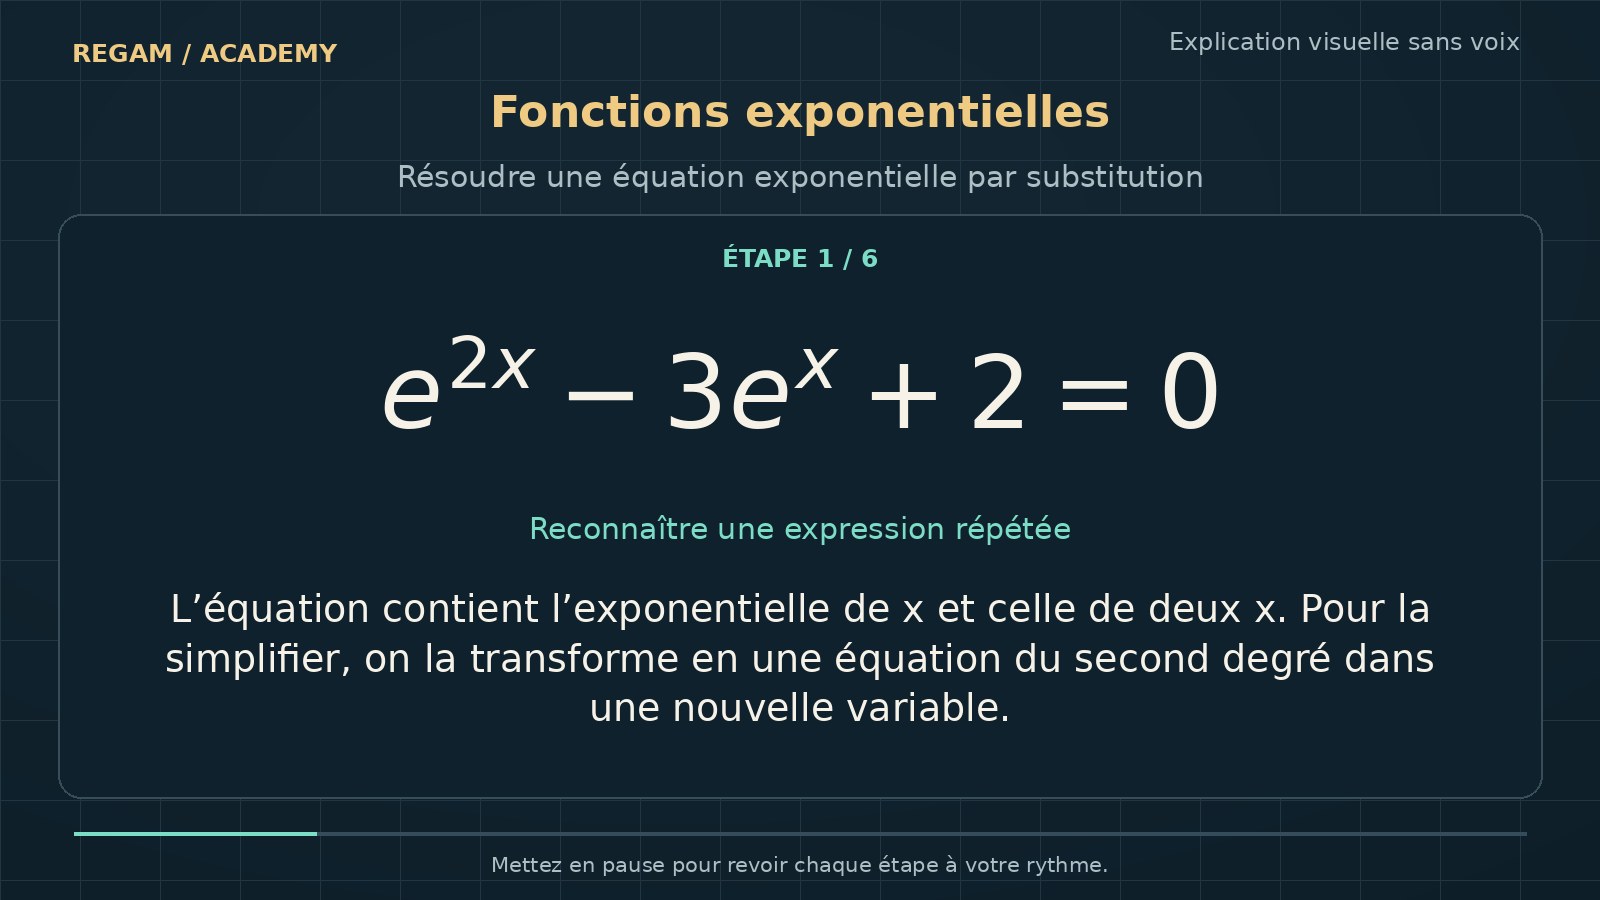 REGAM / ACADEMY
Explication visuelle sans voix
Fonctions exponentielles
Résoudre une équation exponentielle par substitution
ÉTAPE 1 / 6
e^{2x} − 3e^{x} + 2 = 0
Reconnaître une expression répétée
L’équation contient l’exponentielle de x et celle de deux x. Pour la
simplifier, on la transforme en une équation du second degré dans
une nouvelle variable.
Mettez en pause pour revoir chaque étape à votre rythme.